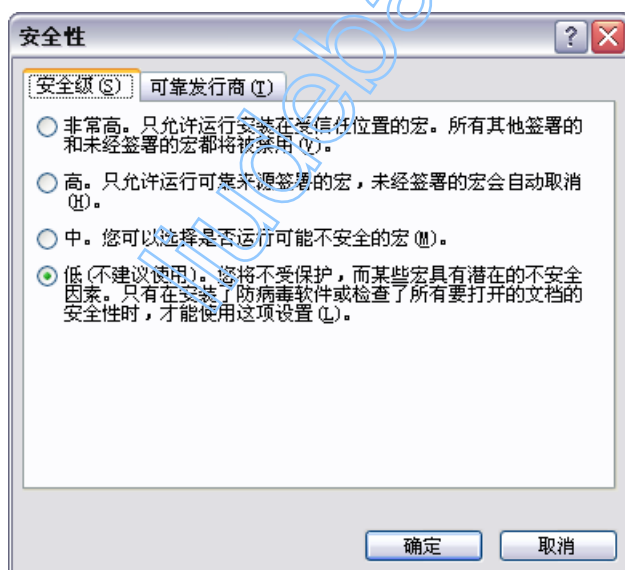 安全性
安全级(S)
可靠发行商(T)
非常高。只允许运行安装在受信任位置的宏。所有其他签署的
和未经签署的宏都将被禁用(V)。
高。只允许运行可靠来源签署的宏，未经签署的宏会自动取消
(H)。
中。您可以选择是否运行可能不安全的宏(M)。
低(不建议使用)。您将不受保护，而某些宏具有潜在的不安全
因素。只有在安装了防病毒软件或检查了所有要打开的文档的
安全性时，才能使用这项设置(L)。
确定
取消